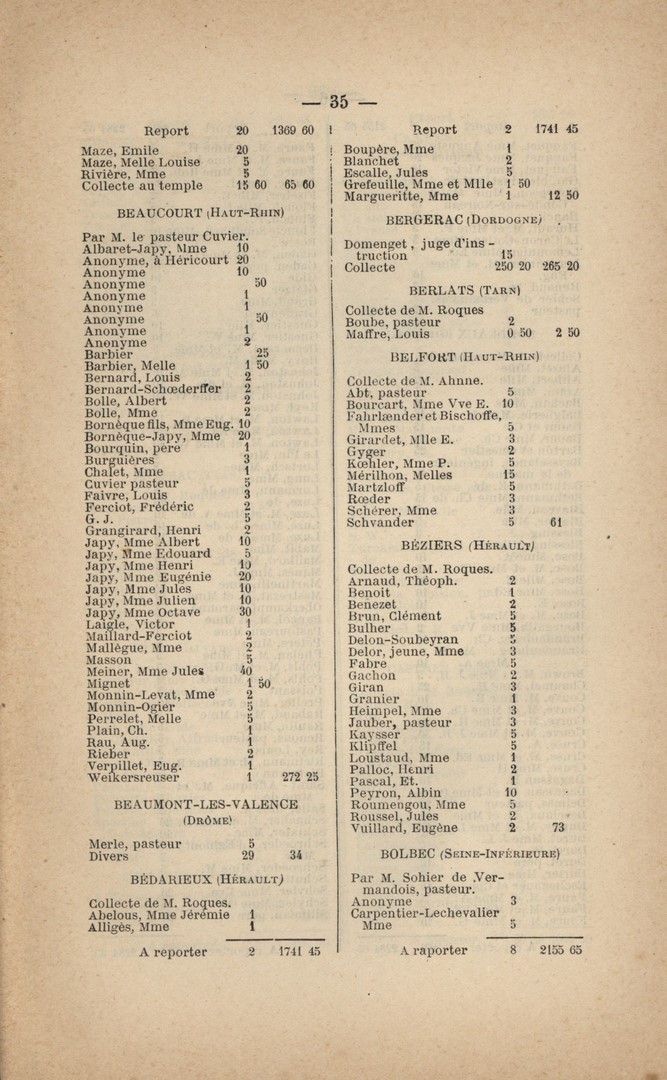 — 35 —
Report 20 1369 60
Maze, Emile 20
Maze, Melle Louise 5
Rivière, Mme 5
Collecte au temple 15 60 65 60
BEAUCOURT (HAUT-RHIN)
Par M. le pasteur Cuvier.
Albaret-Japy, Mme 10
Anonyme, à Héricourt 20
Anonyme 10
Anonyme 50
Anonyme 1
Anonyme 1
Anonyme 50
Anonyme 1
Anonyme 2
Barbier 25
Barbier, Melle 1 50
Bernard, Louis 2
Bernard-Schœderffer 2
Bolle, Albert 2
Bolle, Mme 2
Bornèque fils, Mme Eug. 10
Bornèque-Japy, Mme 20
Bourquin, père 1
Burguières 3
Chalet, Mme 1
Cuvier pasteur 5
Faivre, Louis 3
Ferciot, Frédéric 2
G. J. 5
Grangirard, Henri 2
Japy, Mme Albert 10
Japy, Mme Edouard 5
Japy, Mme Henri 10
Japy, Mme Eugénie 20
Japy, Mme Jules 10
Japy, Mme Julien 10
Japy, Mme Octave 30
Laigle, Victor 1
Maillard-Ferciot 2
Mallègue, Mme 2
Masson 5
Meiner, Mme Jules 40
Mignet 1 50
Monnin-Levat, Mme 2
Monnin-Ogier 5
Perrelet, Melle 5
Plain, Ch. 1
Rau, Aug. 1
Rieber 2
Verpillet, Eug. 1
Weikersreuser 1 272 25
BEAUMONT-LES-VALENCE
(DRÔME)
Merle, pasteur 5
Divers 29 34
BÉDARIEUX (HÉRAULT)
Collecte de M. Roques.
Abelous, Mme Jérémie 1
Alligès, Mme 1
A reporter 2 1741 45
Report 2 1741 45
Boupère, Mme 1
Blanchet 2
Escalle, Jules 5
Grefeuille, Mme et Mlle 1 50
Margueritte, Mme 1 12 50
BERGERAC (DORDOGNE)
Domenget, juge d'ins-
truction 15
Collecte 250 20 265 20
BERLATS (TARN)
Collecte de M. Roques
Boube, pasteur 2
Maffre, Louis 0 50 2 50
BELFORT (HAUT-RHIN)
Collecte de M. Ahnne.
Abt, pasteur 5
Bourcart, Mme Vve E. 10
Fahrlænder et Bischoffe,
Mmes 5
Girardet, Mlle E. 3
Gyger 2
Kœhler, Mme P. 5
Mérilhon, Melles 15
Martzloff 5
Rœder 3
Schérer, Mme 3
Schvander 5 61
BÉZIERS (HÉRAULT)
Collecte de M. Roques.
Arnaud, Théoph. 2
Benoit 1
Benezet 2
Brun, Clément 5
Bulher 5
Delon-Soubeyran 5
Delor, jeune, Mme 3
Fabre 5
Gachon 2
Giran 3
Granier 1
Heimpel, Mme 3
Jauber, pasteur 3
Kaysser 5
Klipffel 5
Loustaud, Mme 1
Palloc, Henri 2
Pascal, Et. 1
Peyron, Albin 10
Roumengou, Mme 5
Roussel, Jules 2
Vuillard, Eugène 2 73
BOLBEC (SEINE-INFÉRIEURE)
Par M. Sohier de Ver-
mandois, pasteur.
Anonyme 3
Carpentier-Lechevalier
Mme 5
A raporter 8 2155 65